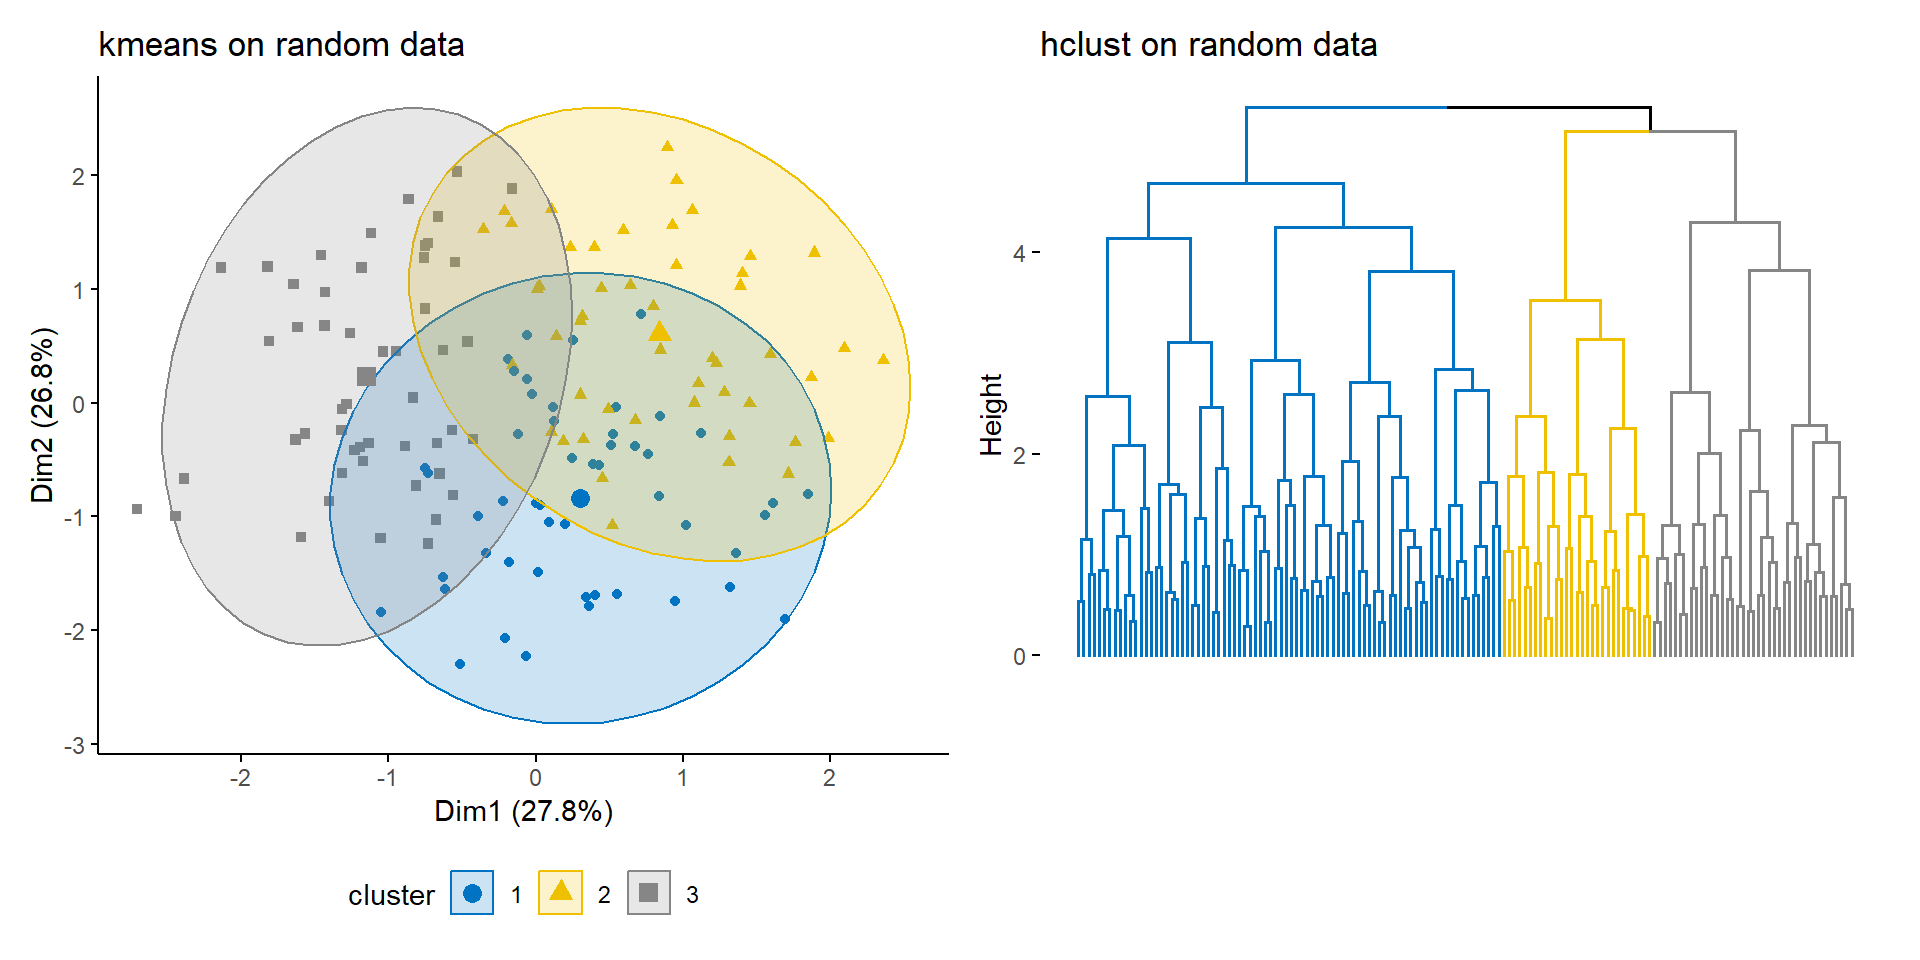 kmeans on random data
2
1
0
-1
-2
-3
Dim2 (26.8%)
-2 -1 0 1 2
Dim1 (27.8%)
cluster 1 2 3
hclust on random data
4
2
0
Height